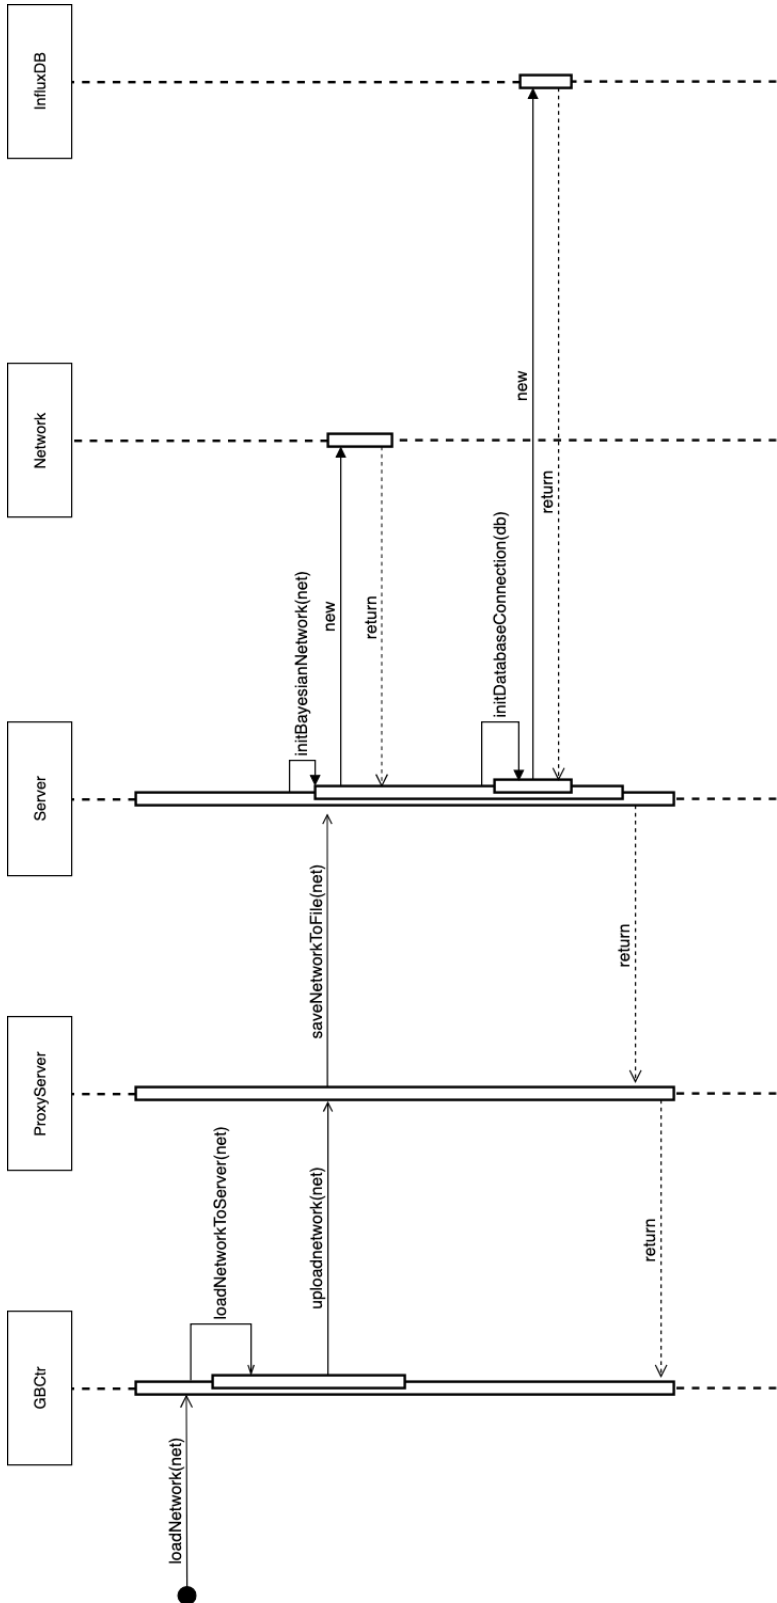 GBCtr
ProxyServer
Server
Network
InfluxDB
loadNetwork(net)
loadNetworkToServer(net)
uploadnetwork(net)
saveNetworkToFile(net)
initBayesianNetwork(net)
new
return
initDatabaseConnection(db)
new
return
return
return